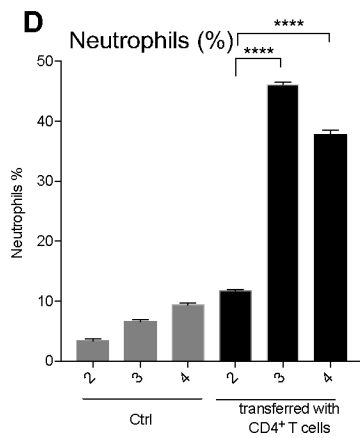 D
Neutrophils (%)
****
****
Neutrophils %
50
40
30
20
10
0
2 3 4 2 3 4
Ctrl
transferred with
CD4⁺ T cells